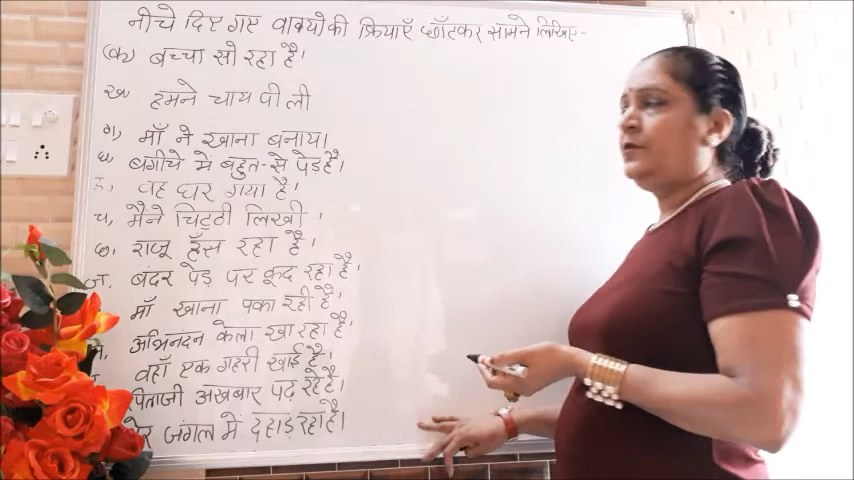 नीचे दिए गए वाक्यो की क्रियाएँ छाँटकर सामने लिखिए-
(क) बच्चा सो रहा है।
ख, हमने चाय पी ली
ग, माँ ने खाना बनाया।
घ, बगीचे में बहुत-से पेड़ है।
ङ, वह घर गया है।
च, मैंने चिट्ठी लिखी ।
छ, राजू हँस रहा है।
ज, बंदर पेड़ पर कूद रहा है।
माँ खाना पका रही है।
अभिनंदन केला खा रहा है।
वहाँ एक गहरी खाई है।
पिताजी अखबार पढ़ रहे है।
शेर जंगल में दहाड़ रहा है।